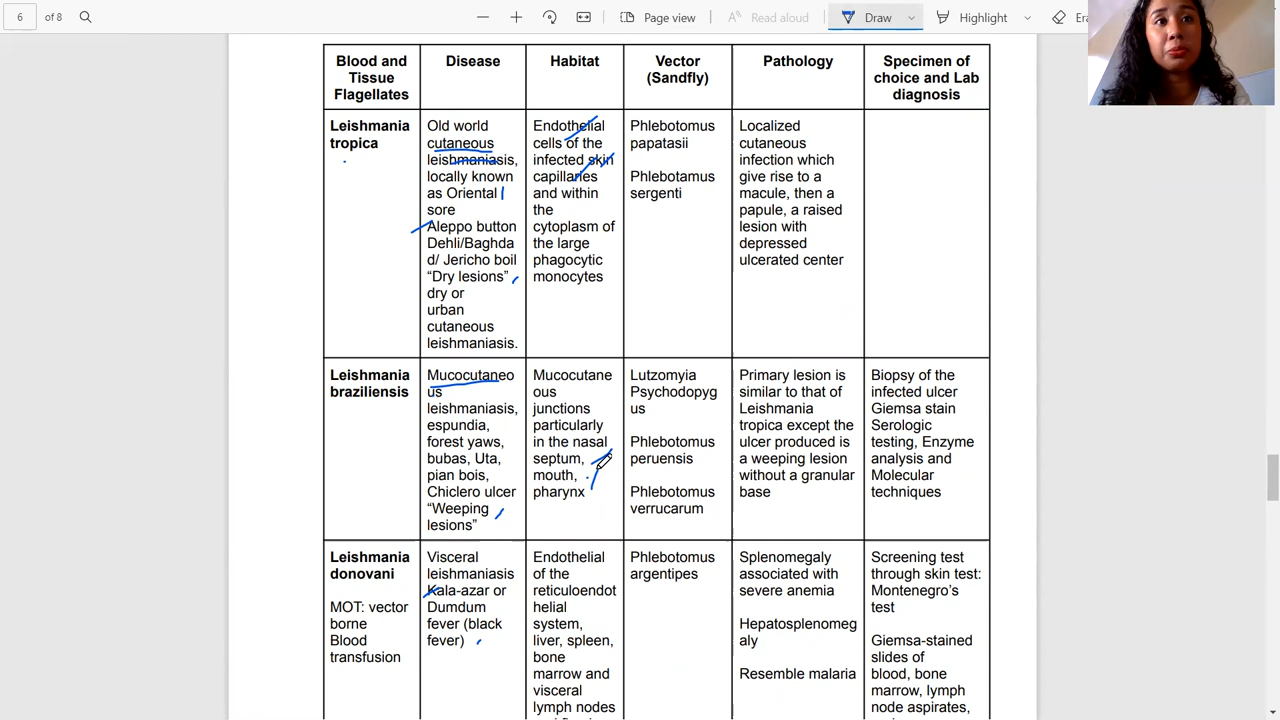 6 of 8
Page view
Read aloud
Draw
Highlight
Era
Blood and Tissue Flagellates
Disease
Habitat
Vector (Sandfly)
Pathology
Specimen of choice and Lab diagnosis
Leishmania
tropica
Old world
cutaneous
leishmaniasis,
locally known
as Oriental
sore
Aleppo button
Dehli/Baghda
d/ Jericho boil
“Dry lesions”
dry or
urban
cutaneous
leishmaniasis.
Endothelial
cells of the
infected skin
capillaries
and within
the
cytoplasm of
the large
phagocytic
monocytes
Phlebotomus
papatasii
Phlebotamus
sergenti
Localized
cutaneous
infection which
give rise to a
macule, then a
papule, a raised
lesion with
depressed
ulcerated center
Leishmania
braziliensis
Mucocutaneo
us
leishmaniasis,
espundia,
forest yaws,
bubas, Uta,
pian bois,
Chiclero ulcer
“Weeping
lesions”
Mucocutane
ous
junctions
particularly
in the nasal
septum,
mouth,
pharynx
Lutzomyia
Psychodopyg
us
Phlebotomus
peruensis
Phlebotomus
verrucarum
Primary lesion is
similar to that of
Leishmania
tropica except the
ulcer produced is
a weeping lesion
without a granular
base
Biopsy of the
infected ulcer
Giemsa stain
Serologic
testing, Enzyme
analysis and
Molecular
techniques
Leishmania
donovani
MOT: vector
borne
Blood
transfusion
Visceral
leishmaniasis
Kala-azar or
Dumdum
fever (black
fever)
Endothelial
of the
reticuloendot
helial
system,
liver, spleen,
bone
marrow and
visceral
lymph nodes
Phlebotomus
argentipes
Splenomegaly
associated with
severe anemia
Hepatosplenomeg
aly
Resemble malaria
Screening test
through skin test:
Montenegro’s
test
Giemsa-stained
slides of
blood, bone
marrow, lymph
node aspirates,